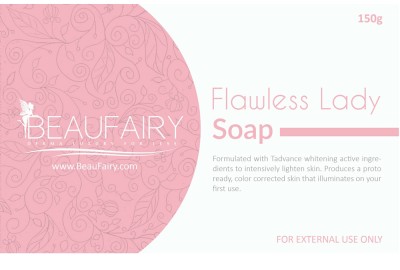 150g
BEAUFAIRY
www.BeauFairy.com
Flawless Lady
Soap
Formulated with Tadvance whitening active ingre-
dients to intensively lighten skin. Produces a proto
ready, color corrected skin that illuminates on your
first use.
FOR EXTERNAL USE ONLY